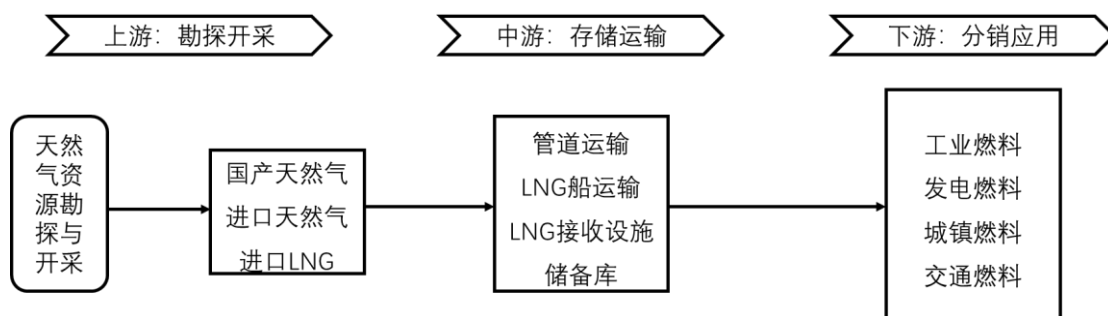 上游：勘探开采
中游：存储运输
下游：分销应用
天然
气资
源勘
探与
开采
国产天然气
进口天然气
进口LNG
管道运输
LNG船运输
LNG接收设施
储备库
工业燃料
发电燃料
城镇燃料
交通燃料